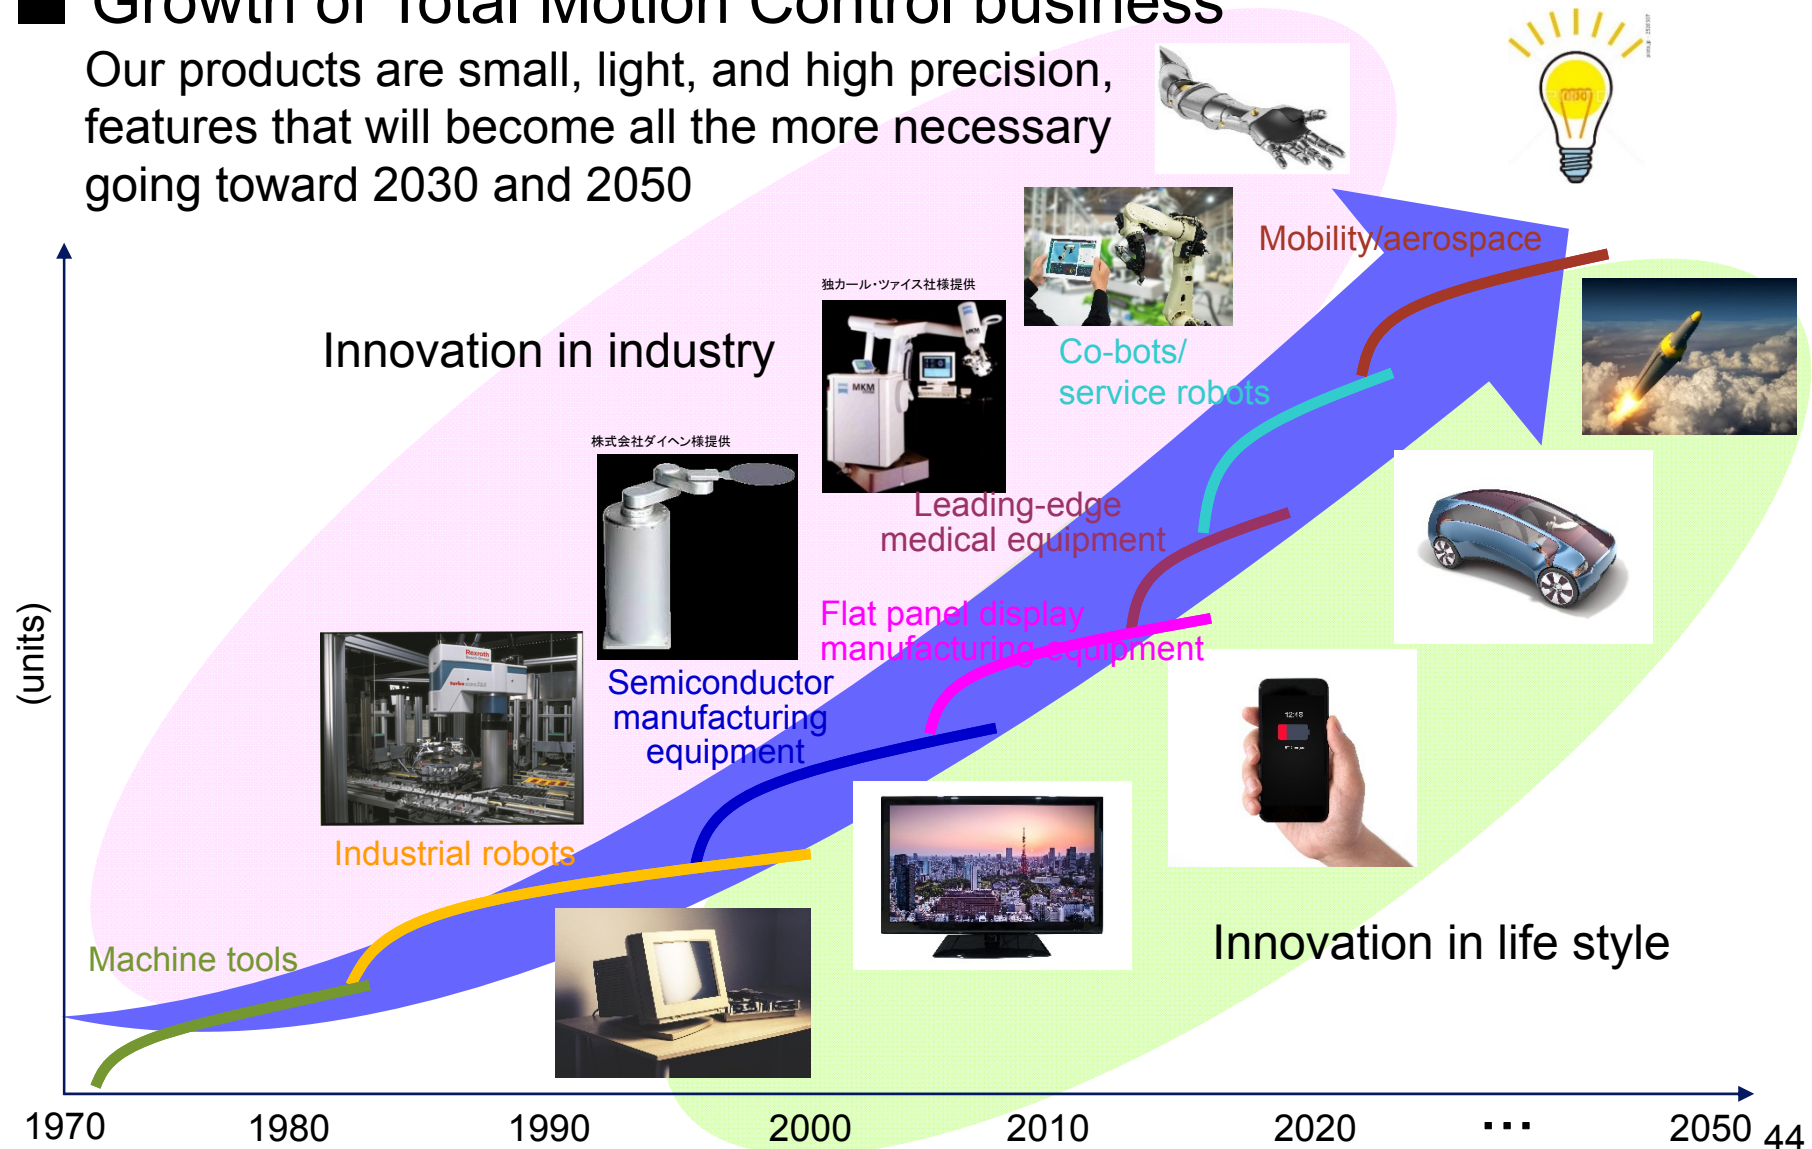 ■ Growth of Total Motion Control business
Our products are small, light, and high precision,
features that will become all the more necessary
going toward 2030 and 2050
Mobility/aerospace
独カール・ツァイス社様提供
Innovation in industry
MKM
Co-bots/
service robots
株式会社ダイヘン様提供
Leading-edge
medical equipment
Flat panel display
manufacturing equipment
(units)
Rexroth
Semiconductor
manufacturing
equipment
12:48
Industrial robots
Innovation in life style
Machine tools
1970 1980 1990 2000 2010 2020 … 2050
44